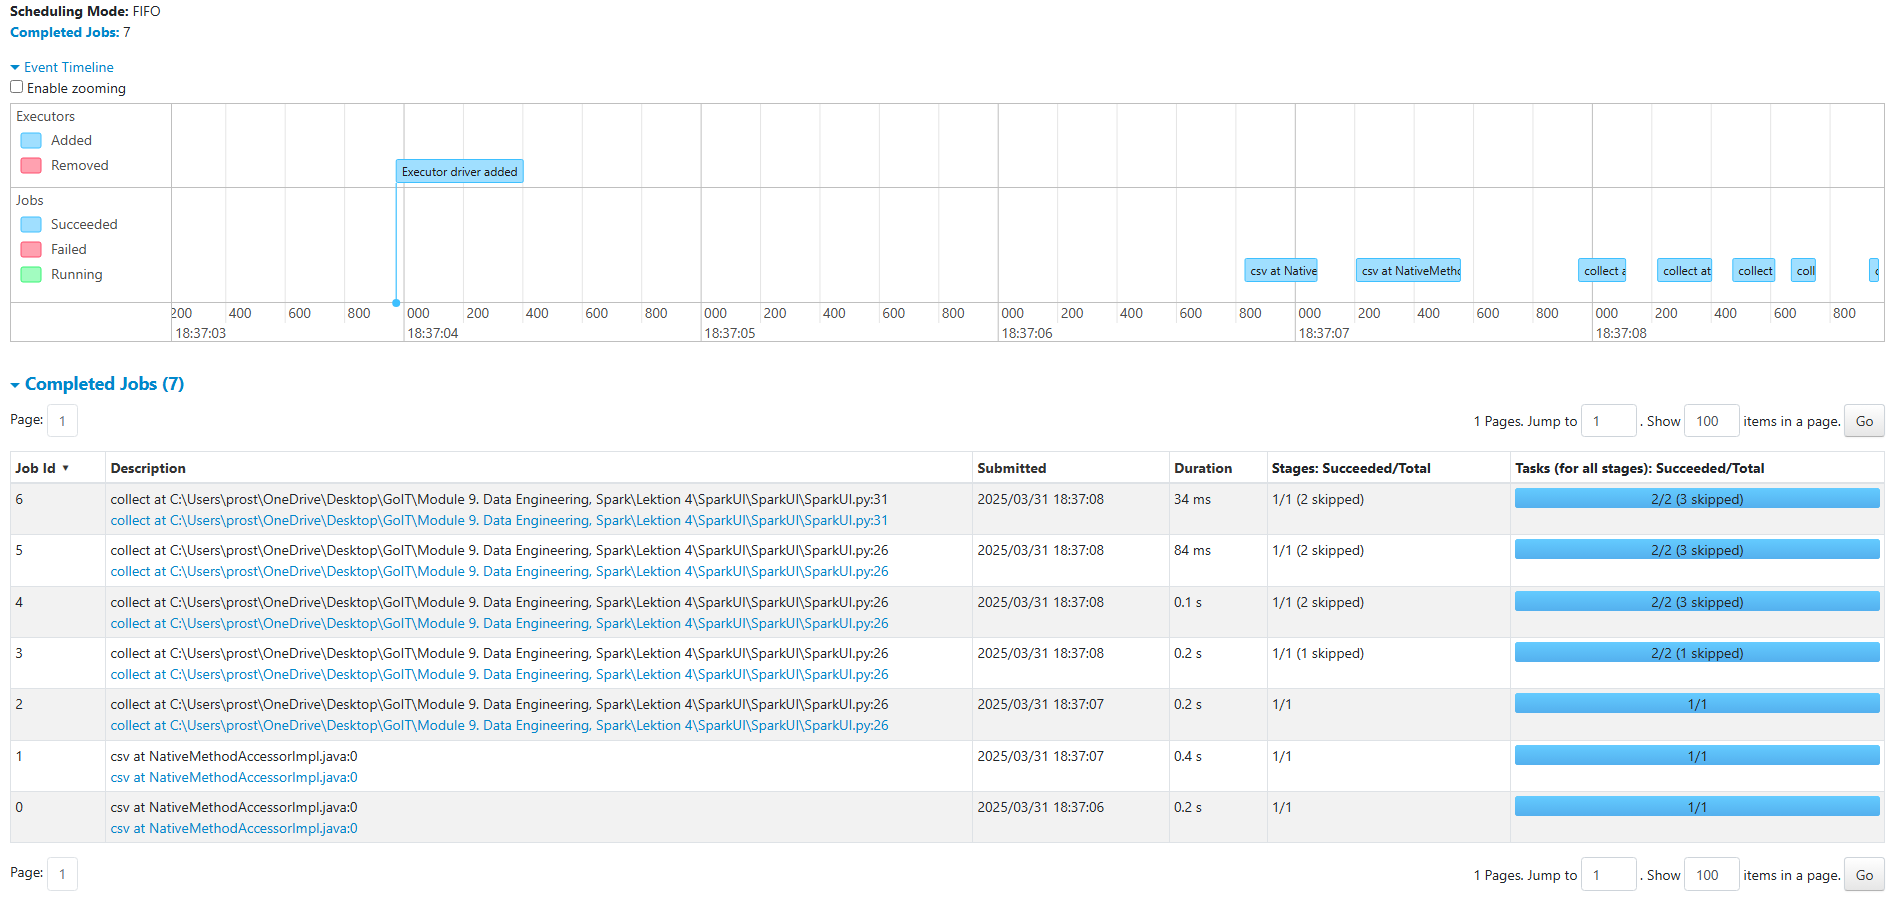 Scheduling Mode: FIFO
Completed Jobs: 7
Event Timeline
Enable zooming
Executors
Added
Removed
Executor driver added
Jobs
Succeeded
Failed
Running
csv at Native
csv at NativeMetho
collect a
collect at
collect
coll
c
200 400 600 800 000 200 400 600 800 000 200 400 600 800 000 200 400 600 800 000 200 400 600 800 000 200 400 600 800
18:37:03 18:37:04 18:37:05 18:37:06 18:37:07 18:37:08
Completed Jobs (7)
Page: 1
1 Pages. Jump to 1 . Show 100 items in a page. Go
Job Id ▾ Description Submitted Duration Stages: Succeeded/Total Tasks (for all stages): Succeeded/Total
6 collect at C:\Users\prost\OneDrive\Desktop\GoIT\Module 9. Data Engineering, Spark\Lektion 4\SparkUI\SparkUI\SparkUI.py:31 2025/03/31 18:37:08 34 ms 1/1 (2 skipped) 2/2 (3 skipped)
collect at C:\Users\prost\OneDrive\Desktop\GoIT\Module 9. Data Engineering, Spark\Lektion 4\SparkUI\SparkUI\SparkUI.py:31
5 collect at C:\Users\prost\OneDrive\Desktop\GoIT\Module 9. Data Engineering, Spark\Lektion 4\SparkUI\SparkUI\SparkUI.py:26 2025/03/31 18:37:08 84 ms 1/1 (2 skipped) 2/2 (3 skipped)
collect at C:\Users\prost\OneDrive\Desktop\GoIT\Module 9. Data Engineering, Spark\Lektion 4\SparkUI\SparkUI\SparkUI.py:26
4 collect at C:\Users\prost\OneDrive\Desktop\GoIT\Module 9. Data Engineering, Spark\Lektion 4\SparkUI\SparkUI\SparkUI.py:26 2025/03/31 18:37:08 0.1 s 1/1 (2 skipped) 2/2 (3 skipped)
collect at C:\Users\prost\OneDrive\Desktop\GoIT\Module 9. Data Engineering, Spark\Lektion 4\SparkUI\SparkUI\SparkUI.py:26
3 collect at C:\Users\prost\OneDrive\Desktop\GoIT\Module 9. Data Engineering, Spark\Lektion 4\SparkUI\SparkUI\SparkUI.py:26 2025/03/31 18:37:08 0.2 s 1/1 (1 skipped) 2/2 (1 skipped)
collect at C:\Users\prost\OneDrive\Desktop\GoIT\Module 9. Data Engineering, Spark\Lektion 4\SparkUI\SparkUI\SparkUI.py:26
2 collect at C:\Users\prost\OneDrive\Desktop\GoIT\Module 9. Data Engineering, Spark\Lektion 4\SparkUI\SparkUI\SparkUI.py:26 2025/03/31 18:37:07 0.2 s 1/1 1/1
collect at C:\Users\prost\OneDrive\Desktop\GoIT\Module 9. Data Engineering, Spark\Lektion 4\SparkUI\SparkUI\SparkUI.py:26
1 csv at NativeMethodAccessorImpl.java:0 2025/03/31 18:37:07 0.4 s 1/1 1/1
csv at NativeMethodAccessorImpl.java:0
0 csv at NativeMethodAccessorImpl.java:0 2025/03/31 18:37:06 0.2 s 1/1 1/1
csv at NativeMethodAccessorImpl.java:0
Page: 1
1 Pages. Jump to 1 . Show 100 items in a page. Go